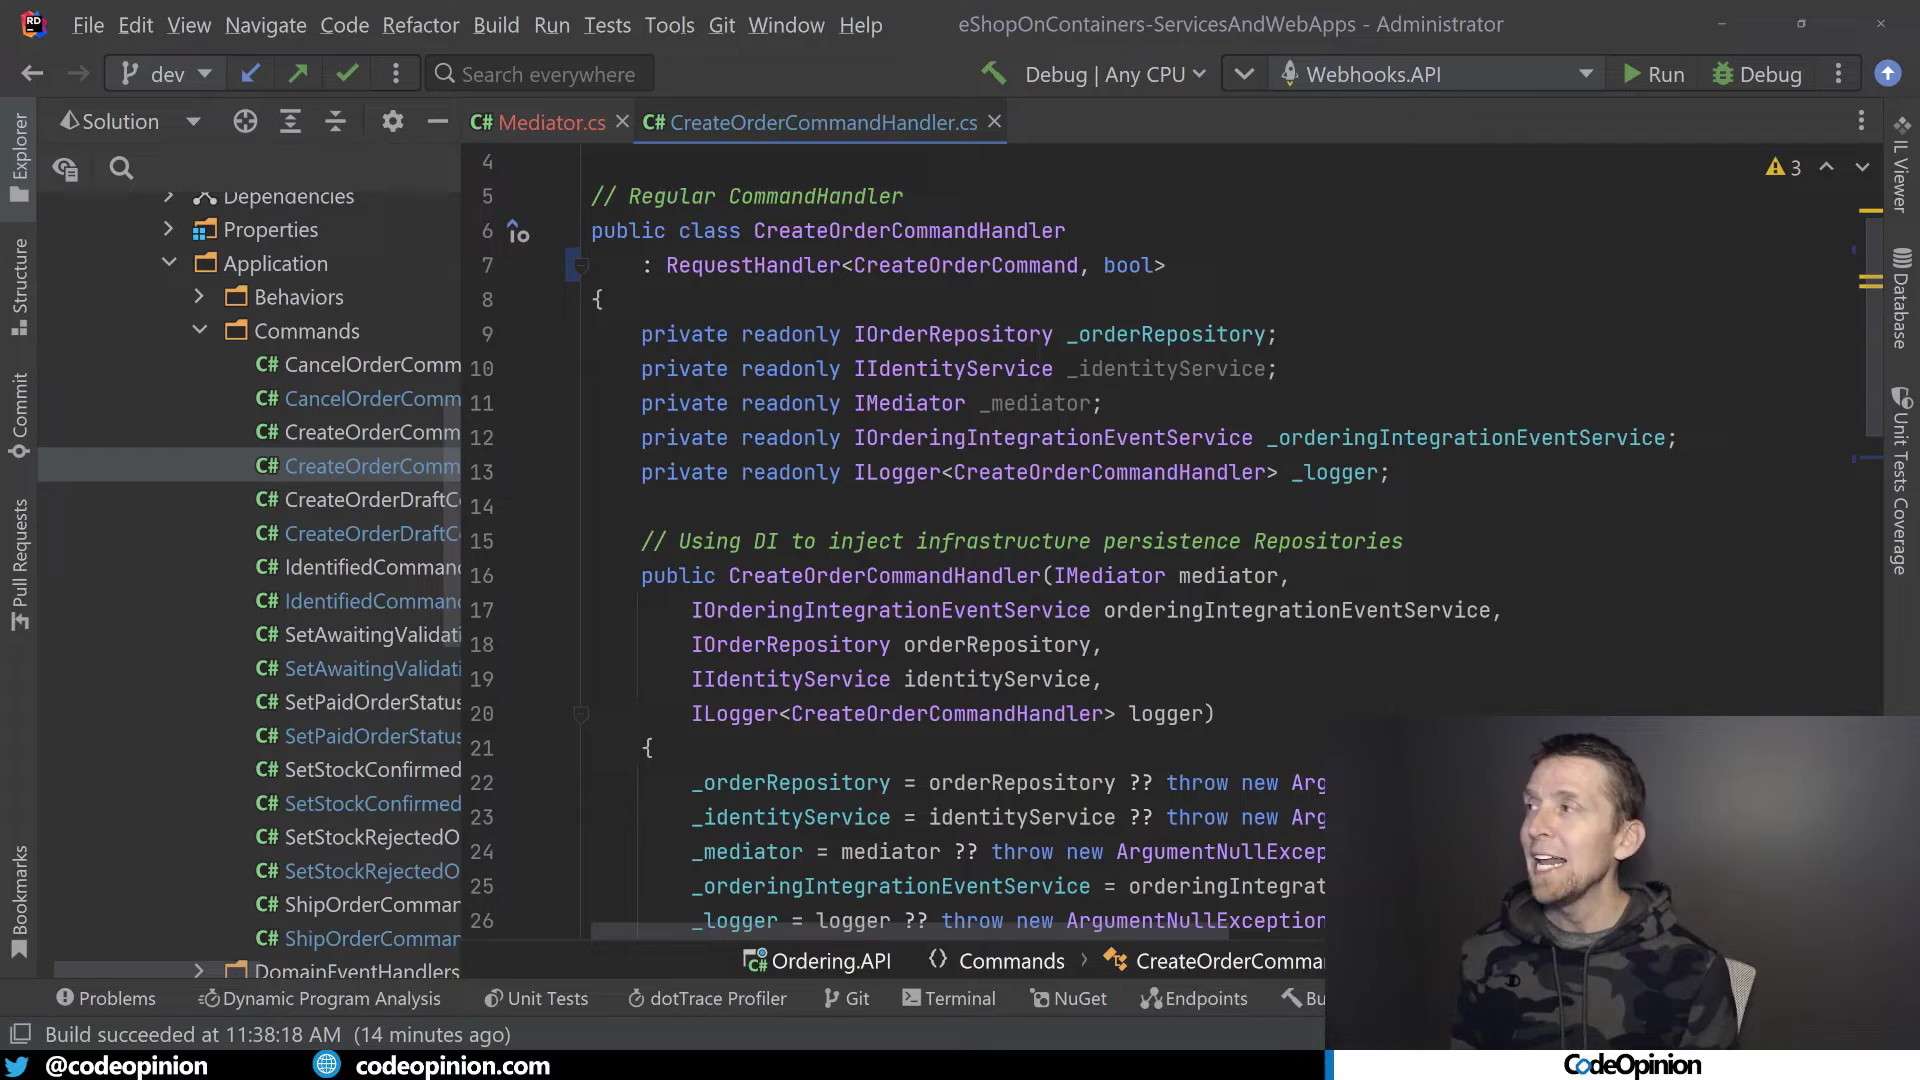 File Edit View Navigate Code Refactor Build Run Tests Tools Git Window Help eShopOnContainers-ServicesAndWebApps - Administrator
dev Search everywhere Debug | Any CPU Webhooks.API Run Debug
Solution C# Mediator.cs C# CreateOrderCommandHandler.cs
Explorer
Structure
Commit
Pull Requests
Bookmarks
Dependencies
Properties
Application
Behaviors
Commands
C# CancelOrderComm
C# CancelOrderComm
C# CreateOrderComm
C# CreateOrderComm
C# CreateOrderDraftC
C# CreateOrderDraftC
C# IdentifiedComman
C# IdentifiedComman
C# SetAwaitingValidati
C# SetAwaitingValidati
C# SetPaidOrderStatus
C# SetPaidOrderStatus
C# SetStockConfirmed
C# SetStockConfirmed
C# SetStockRejectedO
C# SetStockRejectedO
C# ShipOrderComman
C# ShipOrderComman
DomainEventHandlers
3
4
5 // Regular CommandHandler
6 public class CreateOrderCommandHandler
7 : RequestHandler<CreateOrderCommand, bool>
8 {
9 private readonly IOrderRepository _orderRepository;
10 private readonly IIdentityService _identityService;
11 private readonly IMediator _mediator;
12 private readonly IOrderingIntegrationEventService _orderingIntegrationEventService;
13 private readonly ILogger<CreateOrderCommandHandler> _logger;
14
15 // Using DI to inject infrastructure persistence Repositories
16 public CreateOrderCommandHandler(IMediator mediator,
17 IOrderingIntegrationEventService orderingIntegrationEventService,
18 IOrderRepository orderRepository,
19 IIdentityService identityService,
20 ILogger<CreateOrderCommandHandler> logger)
21 {
22 _orderRepository = orderRepository ?? throw new Arg
23 _identityService = identityService ?? throw new Arg
24 _mediator = mediator ?? throw new ArgumentNullExcep
25 _orderingIntegrationEventService = orderingIntegrat
26 _logger = logger ?? throw new ArgumentNullException
IL Viewer
Database
Unit Tests Coverage
Ordering.API Commands CreateOrderComma
Problems Dynamic Program Analysis Unit Tests dotTrace Profiler Git Terminal NuGet Endpoints Bu
Build succeeded at 11:38:18 AM (14 minutes ago)
@codeopinion codeopinion.com CodeOpinion